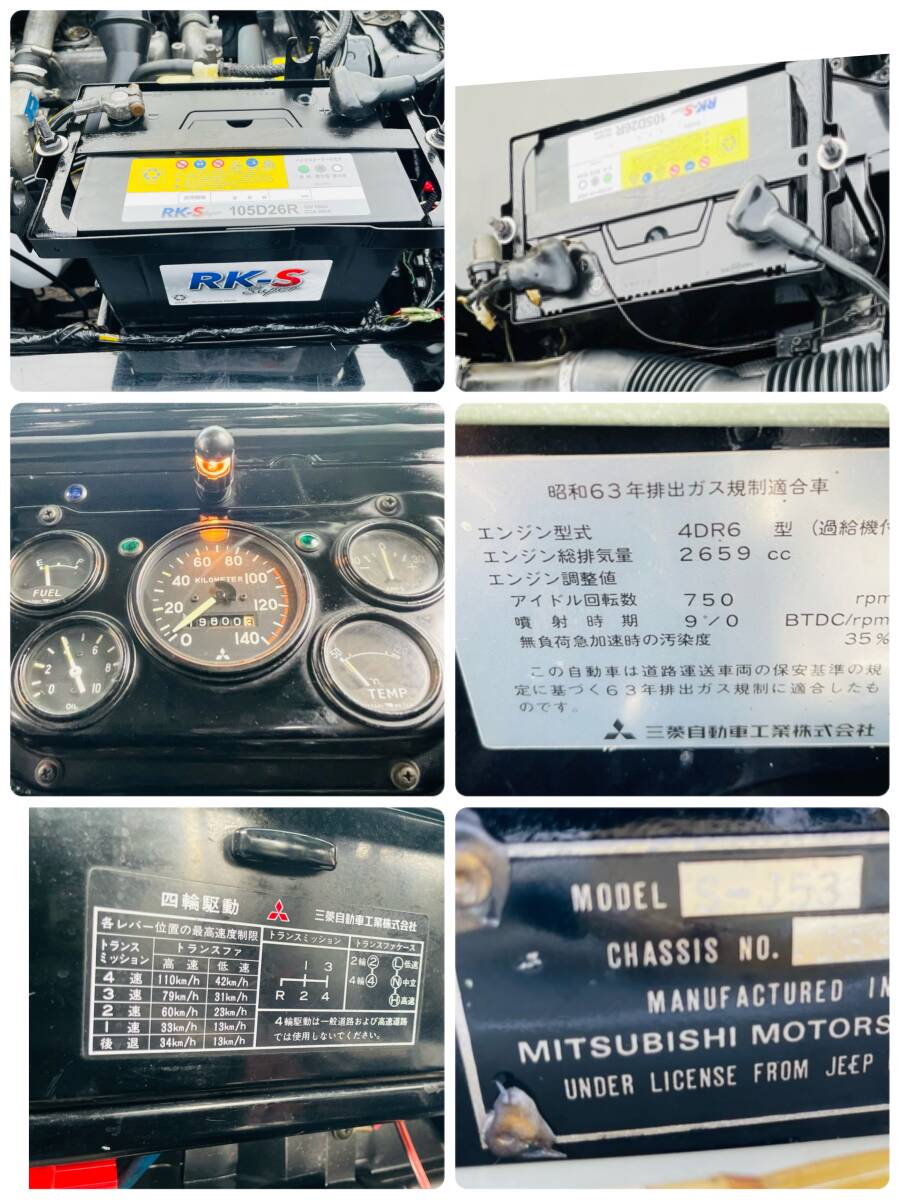 RK-S Super 105D26R
RK-S
Super
RK-S Super 105D26R
E F
FUEL
0 2 4 6 8 10
OIL
0 20 40 60 80 100 120 140
KILOMETER
98003
TEMP
昭和63年排出ガス規制適合車
エンジン型式 4DR6 型 (過給機付
エンジン総排気量 2659 cc
エンジン調整値
アイドル回転数 750 rpm
噴射時期 9°/0 BTDC/rpm
無負荷急加速時の汚染度 35%
この自動車は道路運送車両の保安基準の規
定に基づく63年排出ガス規制に適合したも
のです。
三菱自動車工業株式会社
四輪駆動 三菱自動車工業株式会社
各レバー位置の最高速度制限
トランスミッション トランスファ
高速 低速
4速 110km/h 42km/h
3速 79km/h 31km/h
2速 60km/h 23km/h
1速 33km/h 13km/h
後退 34km/h 13km/h
トランスミッション トランスファケース
1 3
R 2 4
2輪② Ⓛ低速
4輪④ Ⓝ中立
Ⓗ高速
4輪駆動は一般道路および高速道路
では使用しないでください。
MODEL S-J53
CHASSIS NO.
MANUFACTURED IN
MITSUBISHI MOTORS
UNDER LICENSE FROM JEEP